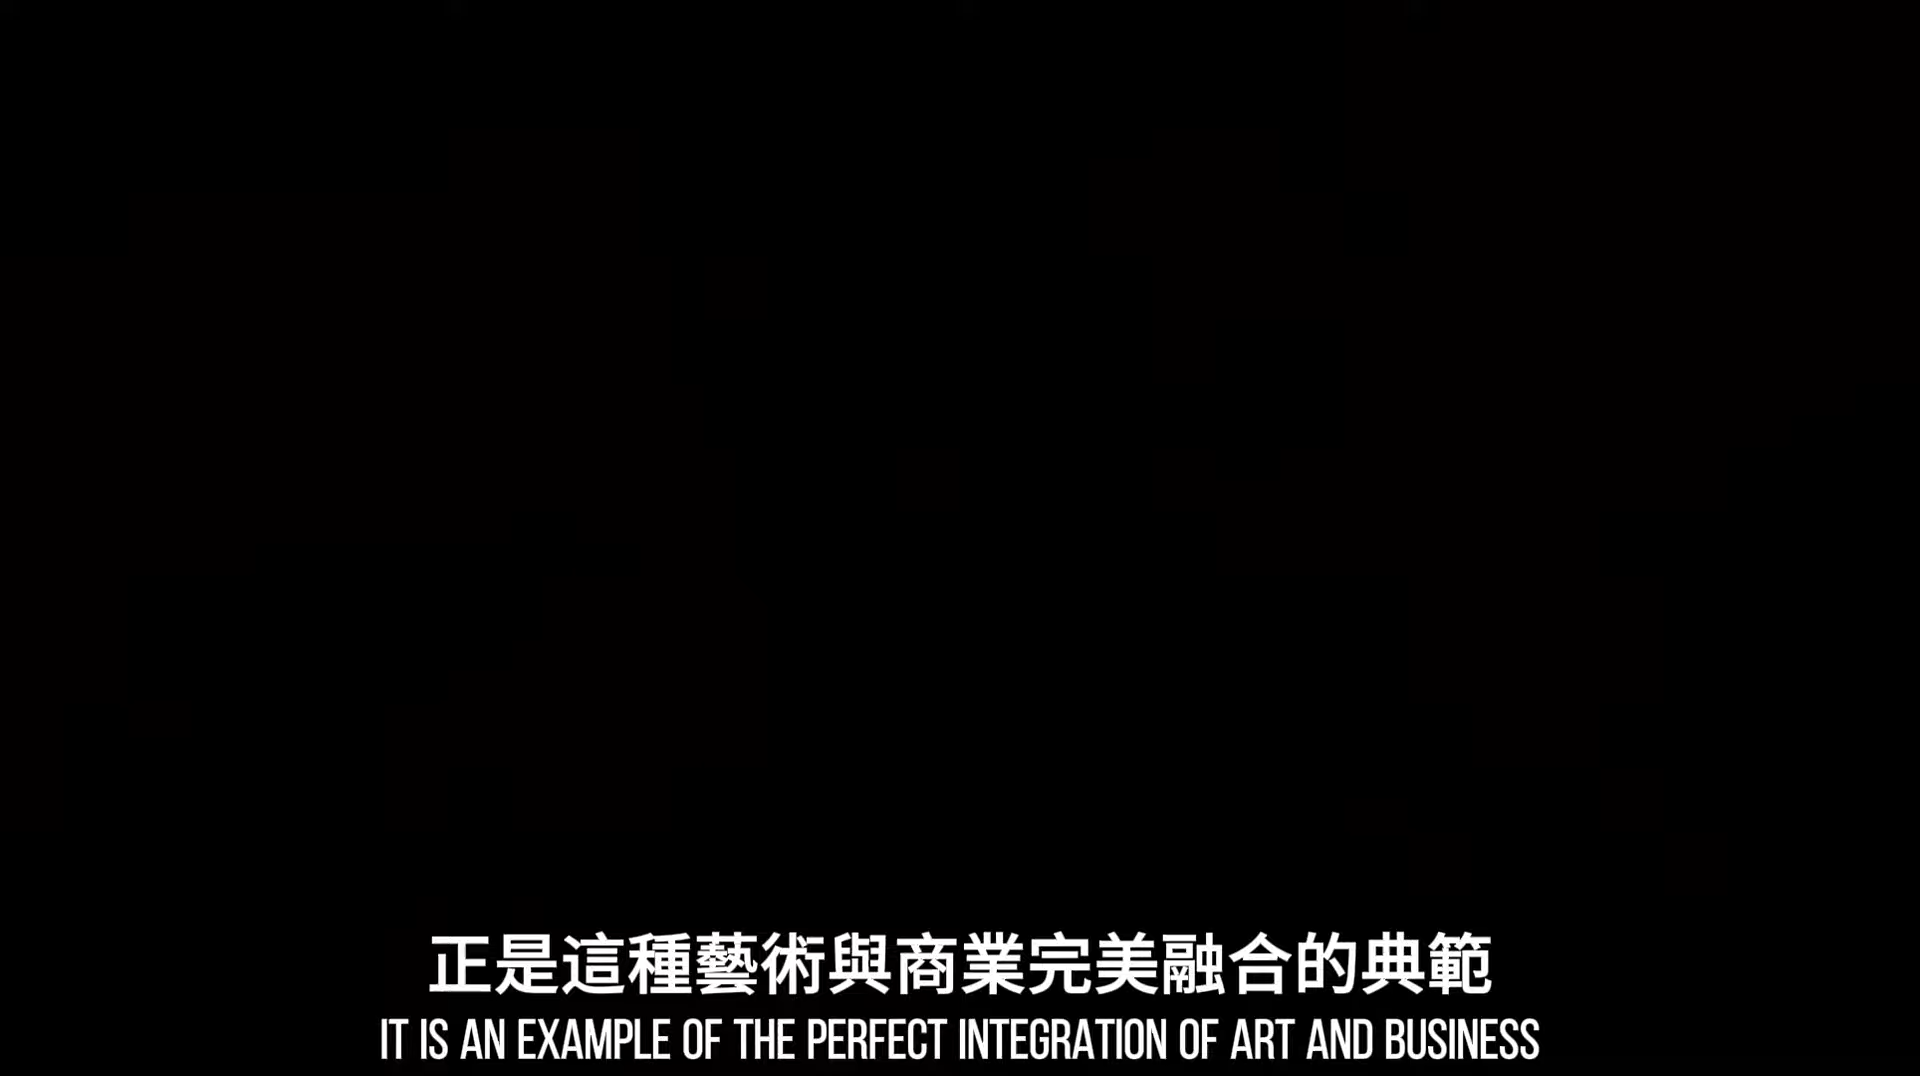 正是這種藝術與商業完美融合的典範
IT IS AN EXAMPLE OF THE PERFECT INTEGRATION OF ART AND BUSINESS